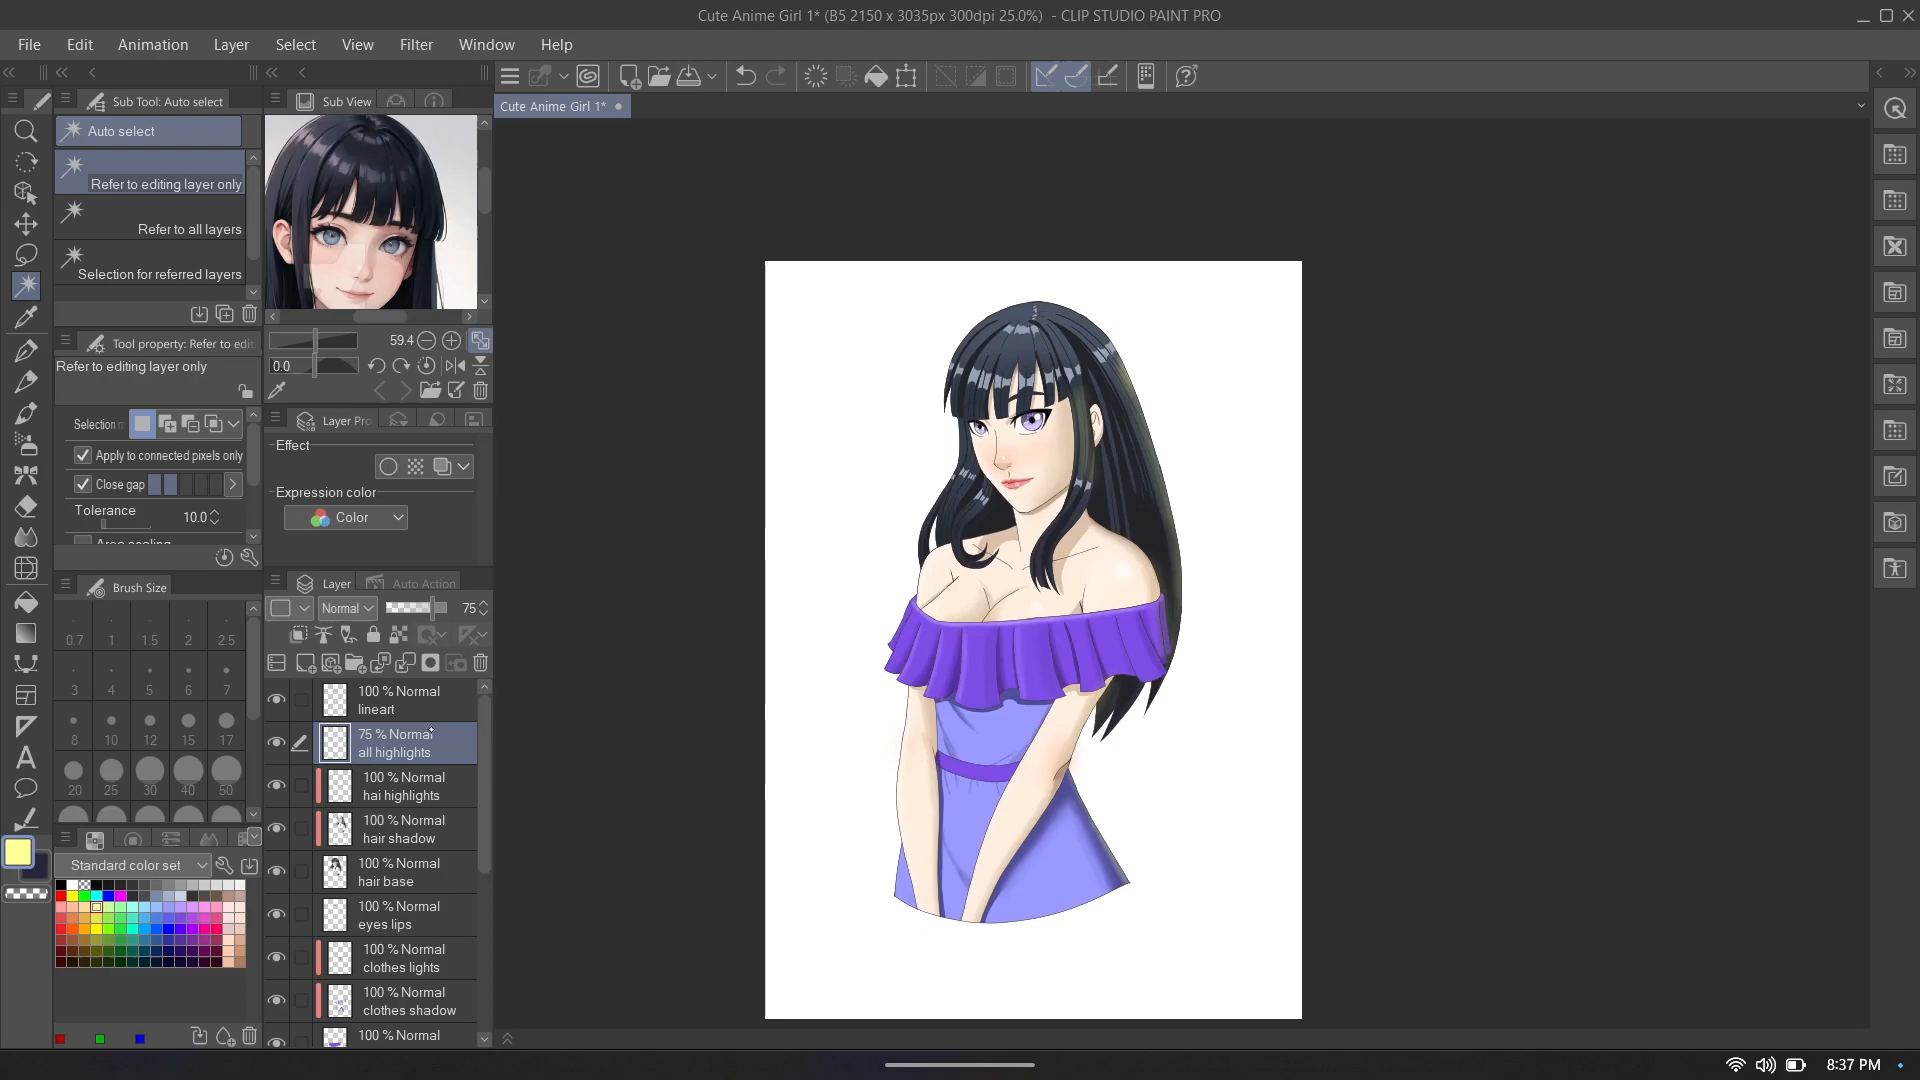 Cute Anime Girl 1* (B5 2150 x 3035px 300dpi 25.0%)  - CLIP STUDIO PAINT PRO
File Edit Animation Layer Select View Filter Window Help
Sub Tool: Auto select
Sub View
Cute Anime Girl 1*
Auto select
Refer to editing layer only
Refer to all layers
Selection for referred layers
59.4
Tool property: Refer to edit
0.0
Refer to editing layer only
Layer Pro
Selection m
Effect
Apply to connected pixels only
Close gap
Expression color
Tolerance 10.0
Color
Area scaling
Layer Auto Action
Brush Size
Normal 75
0.7 1 1.5 2 2.5
3 4 5 6 7
8 10 12 15 17
20 25 30 40 50
100 % Normal
lineart
75 % Normal
all highlights
100 % Normal
hai highlights
100 % Normal
hair shadow
Standard color set
100 % Normal
hair base
100 % Normal
eyes lips
100 % Normal
clothes lights
100 % Normal
clothes shadow
100 % Normal
8:37 PM